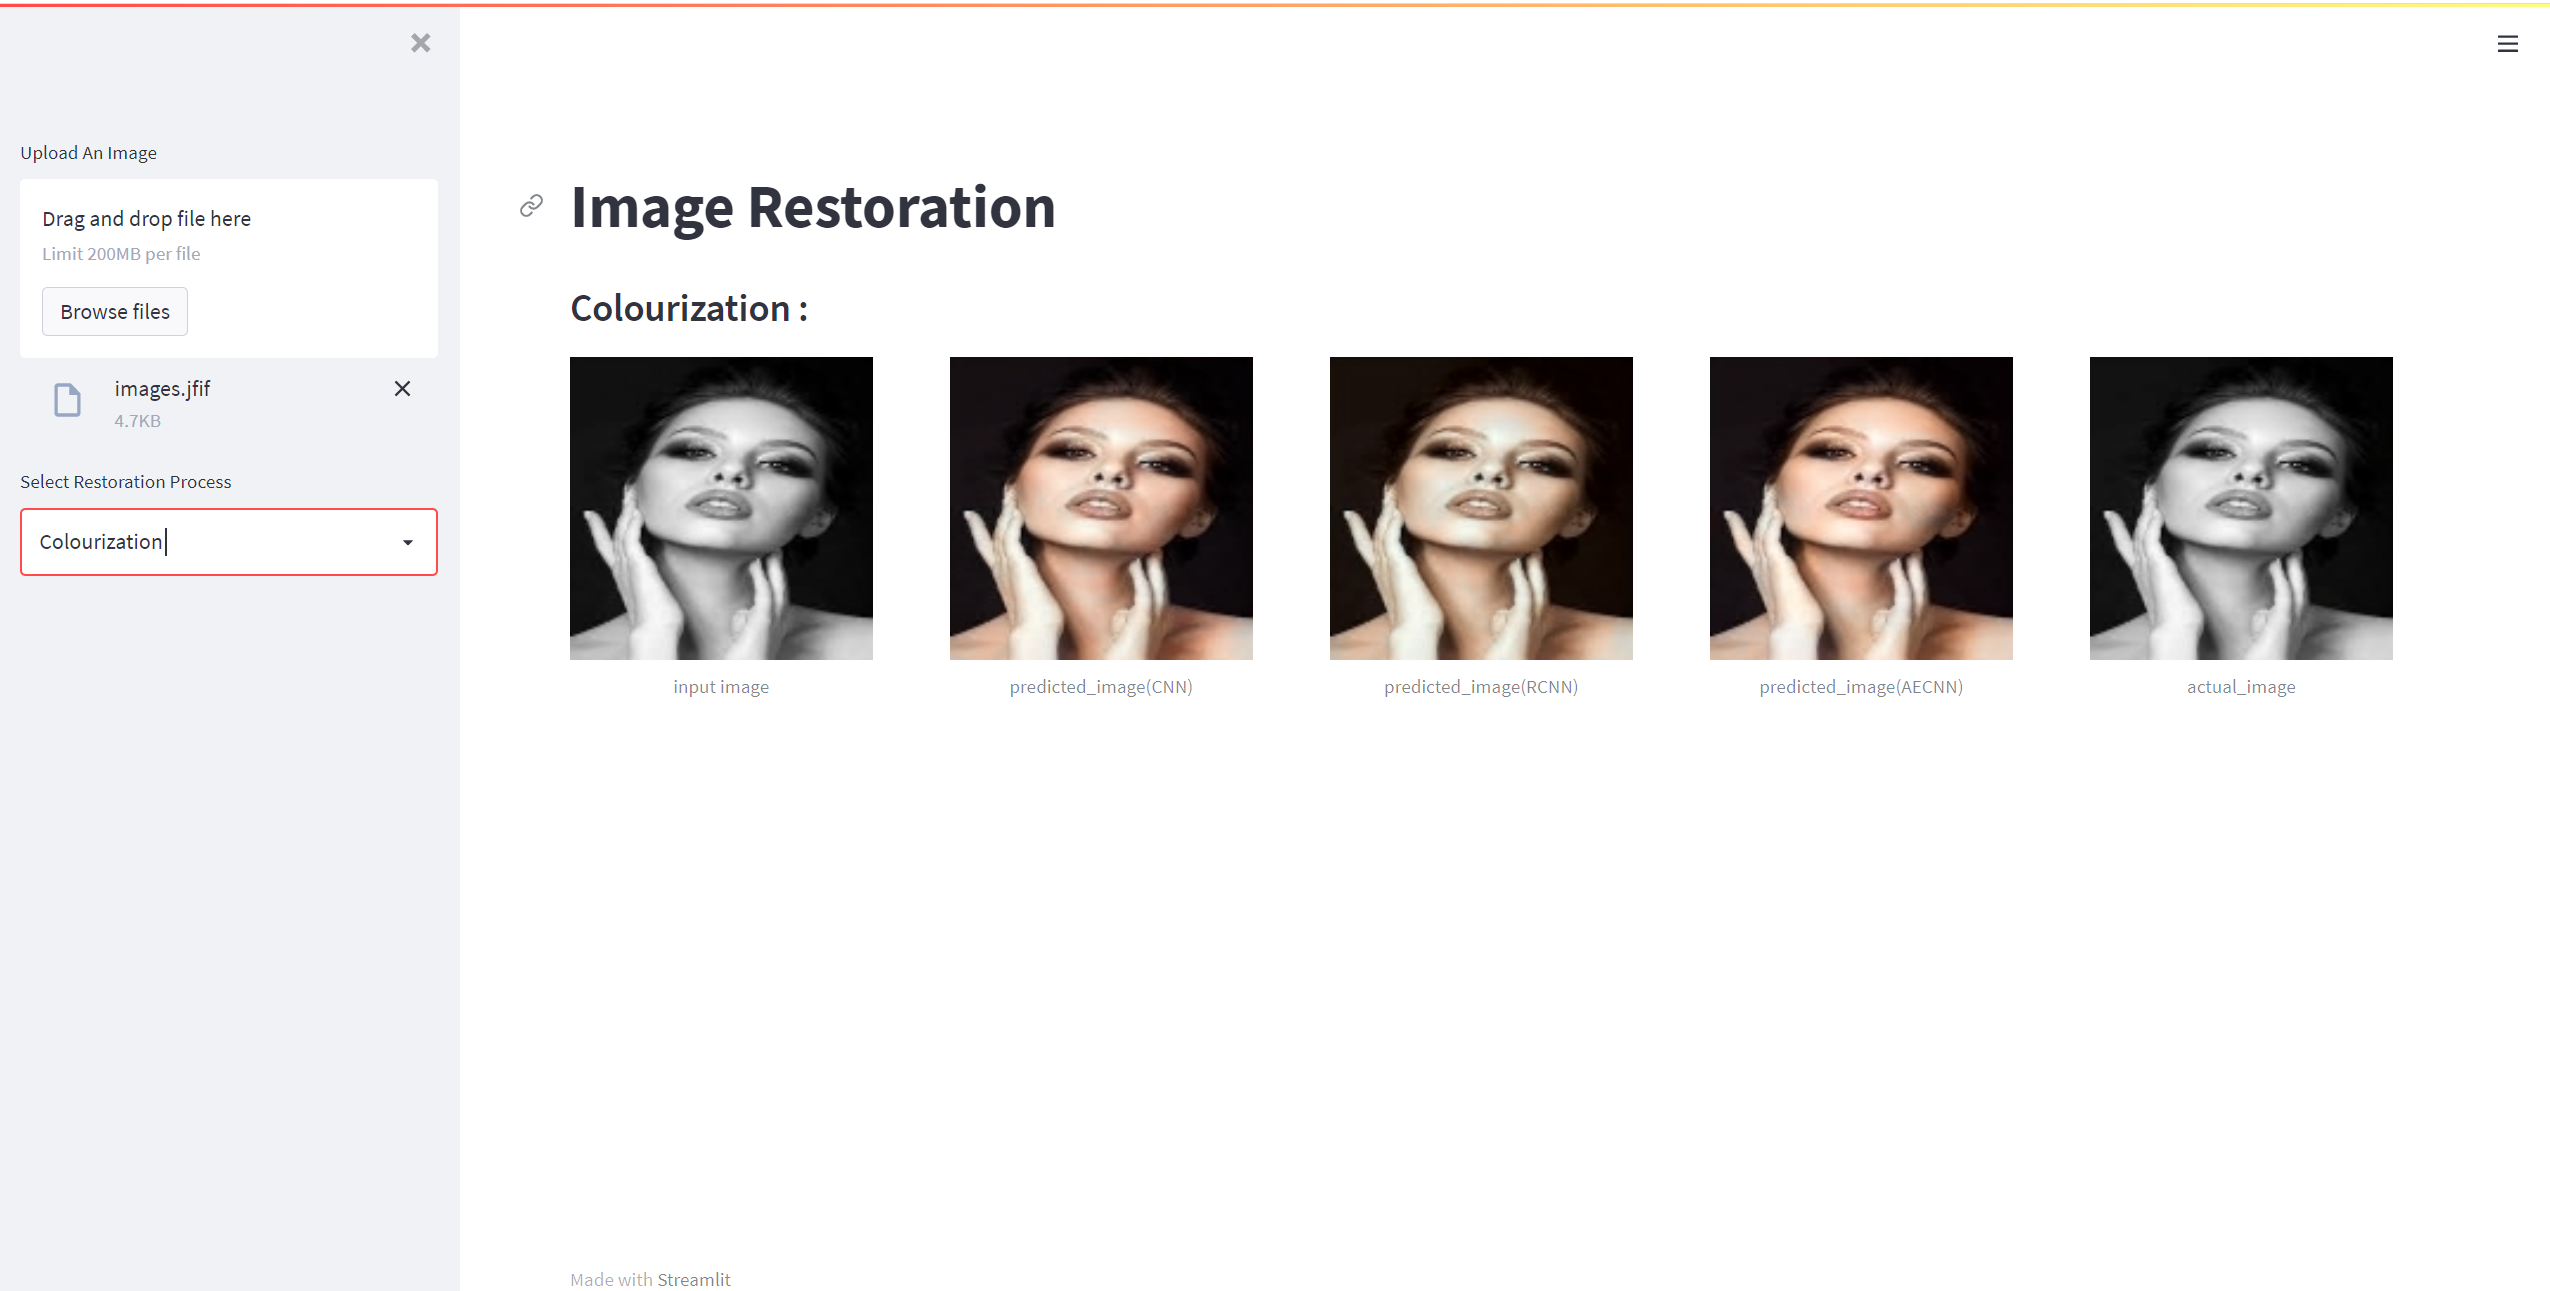 Upload An Image
Drag and drop file here
Limit 200MB per file
Browse files
images.jfif
4.7KB
Select Restoration Process
Colourization
Image Restoration
Colourization :
input image
predicted_image(CNN)
predicted_image(RCNN)
predicted_image(AECNN)
actual_image
Made with Streamlit